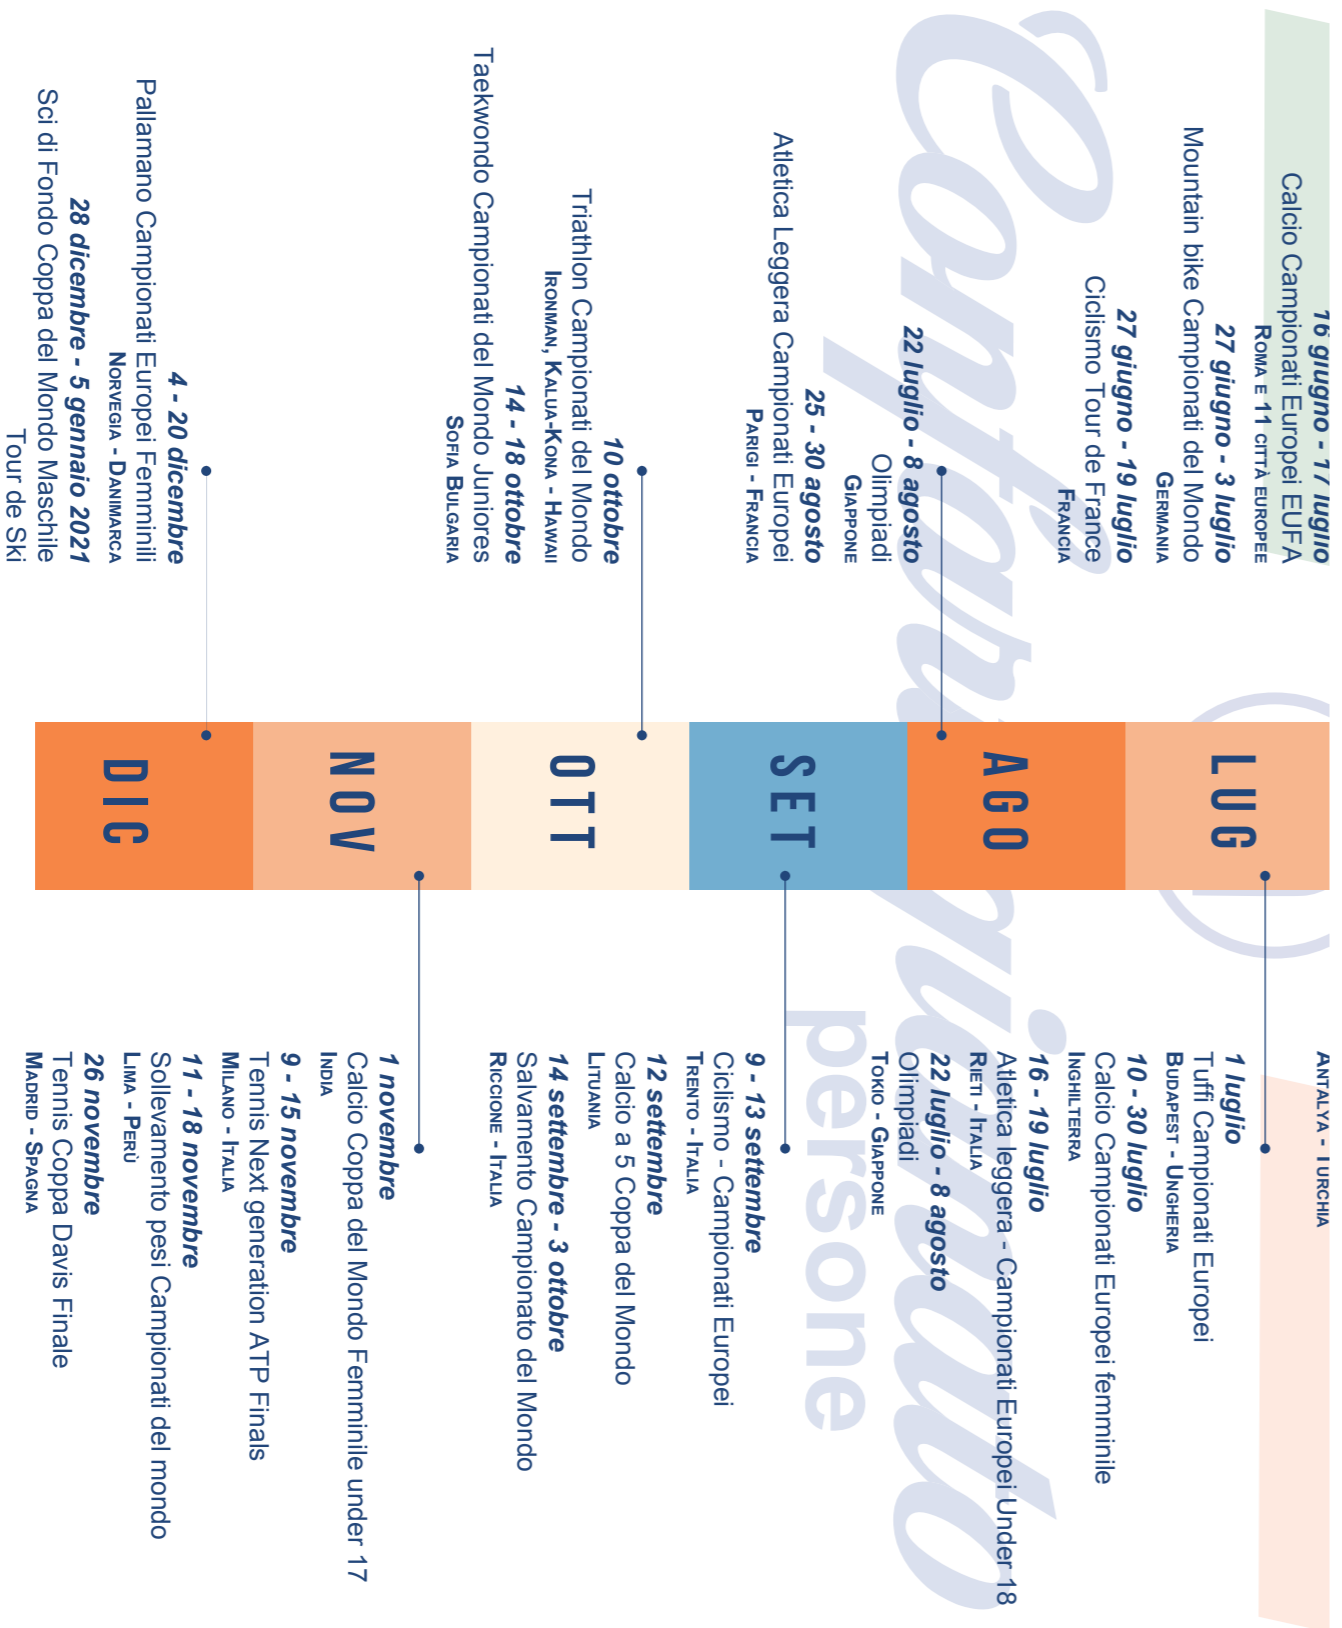 16 giugno - 17 luglio
Calcio Campionati Europei EUFA
Roma e 11 città europee
27 giugno - 3 luglio
Mountain bike Campionati del Mondo
Germania
27 giugno - 19 luglio
Ciclismo Tour de France
Francia
22 luglio - 8 agosto
Olimpiadi
Giappone
25 - 30 agosto
Atletica Leggera Campionati Europei
Parigi - Francia
10 ottobre
Triathlon Campionati del Mondo
Ironman, Kalua-Kona - Hawaii
14 - 18 ottobre
Taekwondo Campionati del Mondo Juniores
Sofia Bulgaria
4 - 20 dicembre
Pallamano Campionati Europei Femminili
Norvegia - Danimarca
28 dicembre - 5 gennaio 2021
Sci di Fondo Coppa del Mondo Maschile
Tour de Ski
LUG
AGO
SET
OTT
NOV
DIC
Antalya - Turchia
1 luglio
Tuffi Campionati Europei
Budapest - Ungheria
10 - 30 luglio
Calcio Campionati Europei femminile
Inghilterra
16 - 19 luglio
Atletica leggera - Campionati Europei Under 18
Rieti - Italia
22 luglio - 8 agosto
Olimpiadi
Tokio - Giappone
9 - 13 settembre
Ciclismo - Campionati Europei
Trento - Italia
12 settembre
Calcio a 5 Coppa del Mondo
Lituania
14 settembre - 3 ottobre
Salvamento Campionato del Mondo
Riccione - Italia
1 novembre
Calcio Coppa del Mondo Femminile under 17
India
9 - 15 novembre
Tennis Next generation ATP Finals
Milano - Italia
11 - 18 novembre
Sollevamento pesi Campionati del mondo
Lima - Perù
26 novembre
Tennis Coppa Davis Finale
Madrid - Spagna
Confartigianato
persone